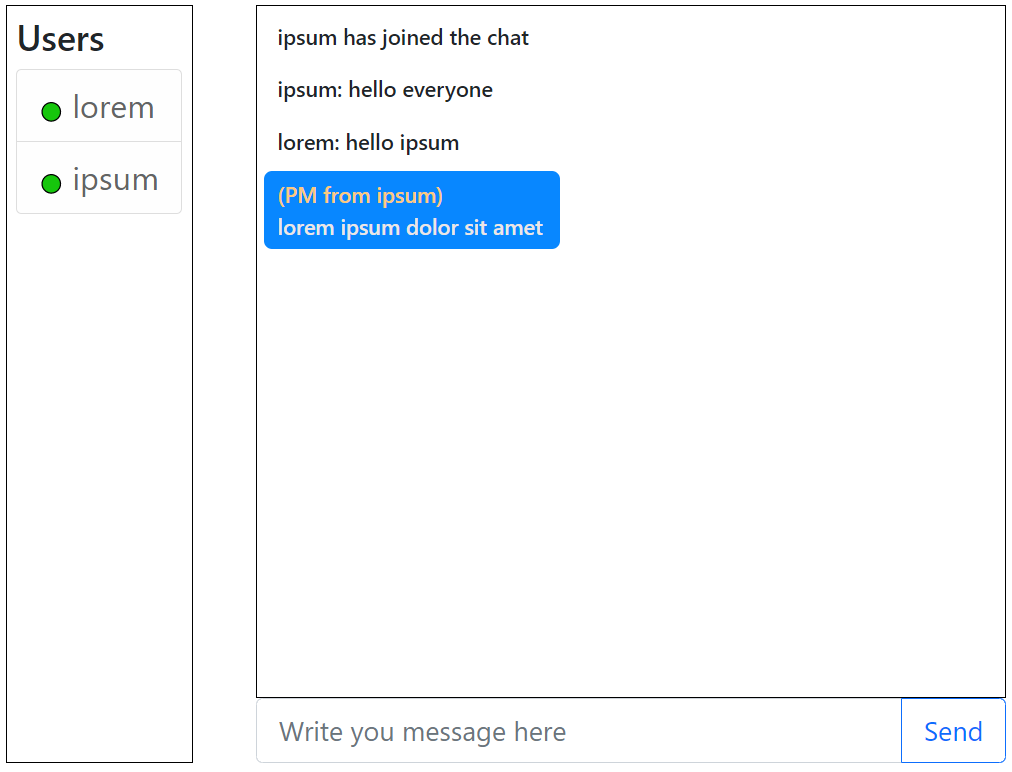 Users
lorem
ipsum
ipsum has joined the chat
ipsum: hello everyone
lorem: hello ipsum
(PM from ipsum)
lorem ipsum dolor sit amet
Write you message here
Send